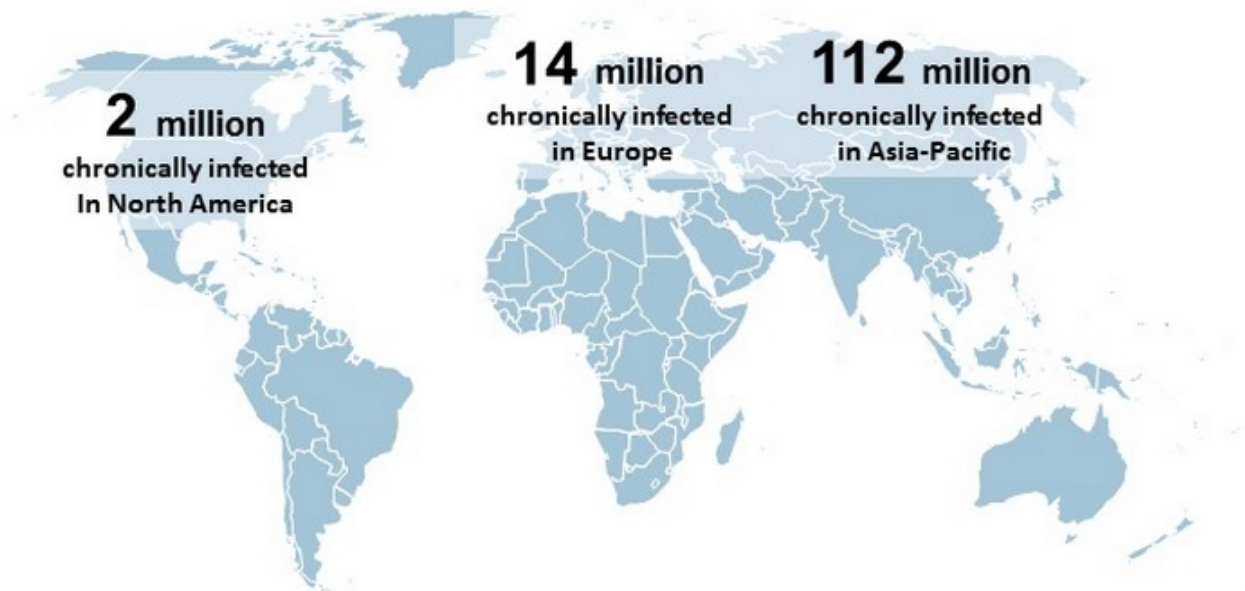 2 million
chronically infected
In North America
14 million
chronically infected
in Europe
112 million
chronically infected
in Asia-Pacific